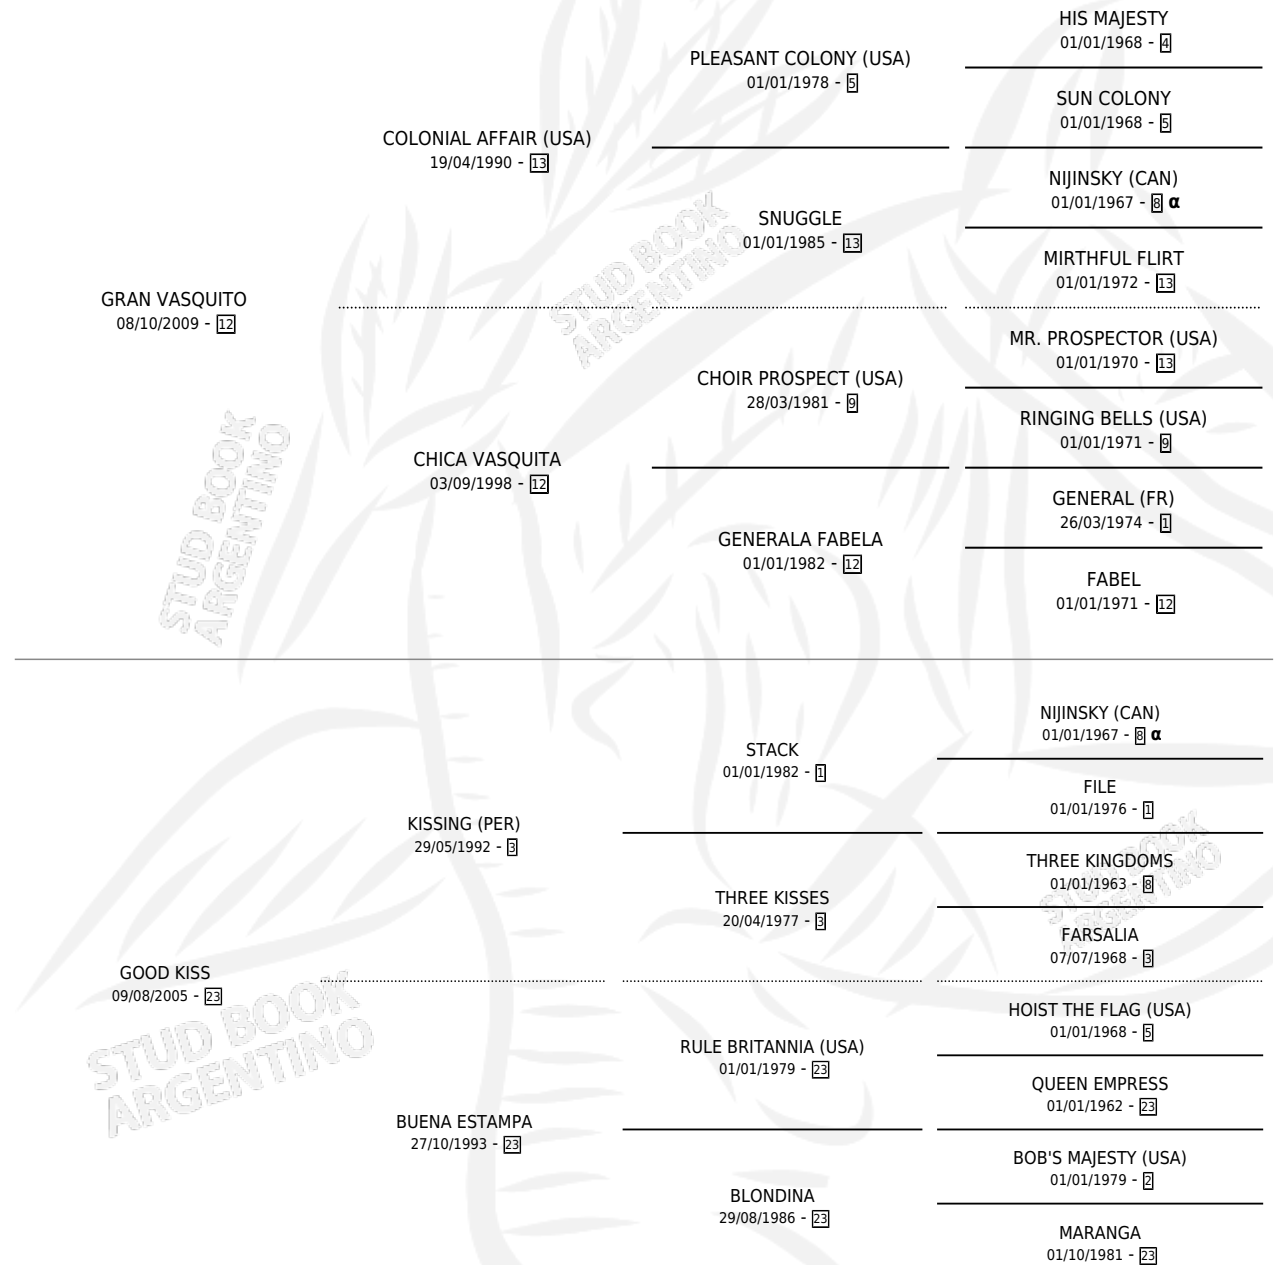 HIS MAJESTY
01/01/1968 - 4
PLEASANT COLONY (USA)
01/01/1978 - 5
SUN COLONY
01/01/1968 - 5
COLONIAL AFFAIR (USA)
19/04/1990 - 13
NIJINSKY (CAN)
01/01/1967 - 8 α
SNUGGLE
01/01/1985 - 13
MIRTHFUL FLIRT
01/01/1972 - 13
GRAN VASQUITO
08/10/2009 - 12
MR. PROSPECTOR (USA)
01/01/1970 - 13
CHOIR PROSPECT (USA)
28/03/1981 - 9
RINGING BELLS (USA)
01/01/1971 - 9
CHICA VASQUITA
03/09/1998 - 12
GENERAL (FR)
26/03/1974 - 1
GENERALA FABELA
01/01/1982 - 12
FABEL
01/01/1971 - 12
NIJINSKY (CAN)
01/01/1967 - 8 α
STACK
01/01/1982 - 1
FILE
01/01/1976 - 1
KISSING (PER)
29/05/1992 - 3
THREE KINGDOMS
01/01/1963 - 8
THREE KISSES
20/04/1977 - 3
FARSALIA
07/07/1968 - 3
GOOD KISS
09/08/2005 - 23
HOIST THE FLAG (USA)
01/01/1968 - 5
RULE BRITANNIA (USA)
01/01/1979 - 23
QUEEN EMPRESS
01/01/1962 - 23
BUENA ESTAMPA
27/10/1993 - 23
BOB'S MAJESTY (USA)
01/01/1979 - 2
BLONDINA
29/08/1986 - 23
MARANGA
01/10/1981 - 23
STUD BOOK
ARGENTINO
STUD BOOK
ARGENTINO
STUD BOOK
ARGENTINO
STUD BOOK
ARGENTINO